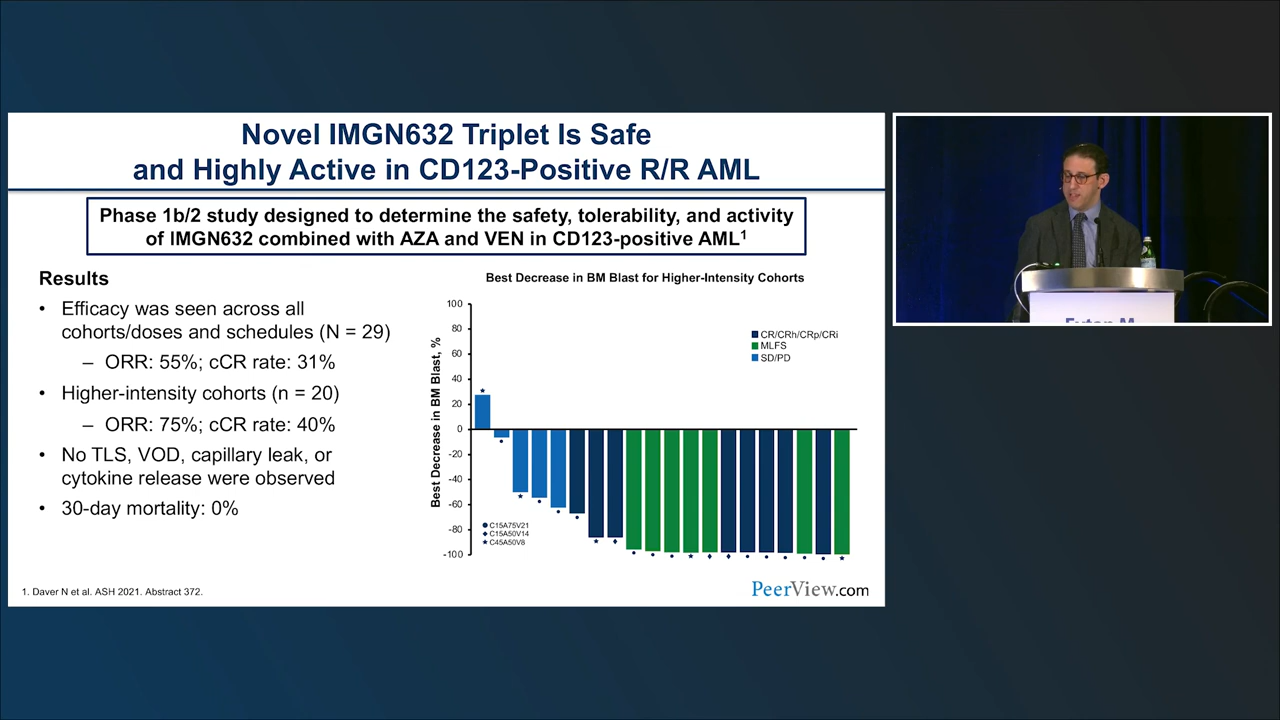 Novel IMGN632 Triplet Is Safe
and Highly Active in CD123-Positive R/R AML
Phase 1b/2 study designed to determine the safety, tolerability, and activity
of IMGN632 combined with AZA and VEN in CD123-positive AML1
Results
• Efficacy was seen across all
cohorts/doses and schedules (N = 29)
– ORR: 55%; cCR rate: 31%
• Higher-intensity cohorts (n = 20)
– ORR: 75%; cCR rate: 40%
• No TLS, VOD, capillary leak, or
cytokine release were observed
• 30-day mortality: 0%
Best Decrease in BM Blast for Higher-Intensity Cohorts
Best Decrease in BM Blast, %
100
80
60
40
20
0
-20
-40
-60
-80
-100
CR/CRh/CRp/CRi
MLFS
SD/PD
C15A75V21
C15A50V14
C45A50V8
1. Daver N et al. ASH 2021. Abstract 372.
PeerView.com